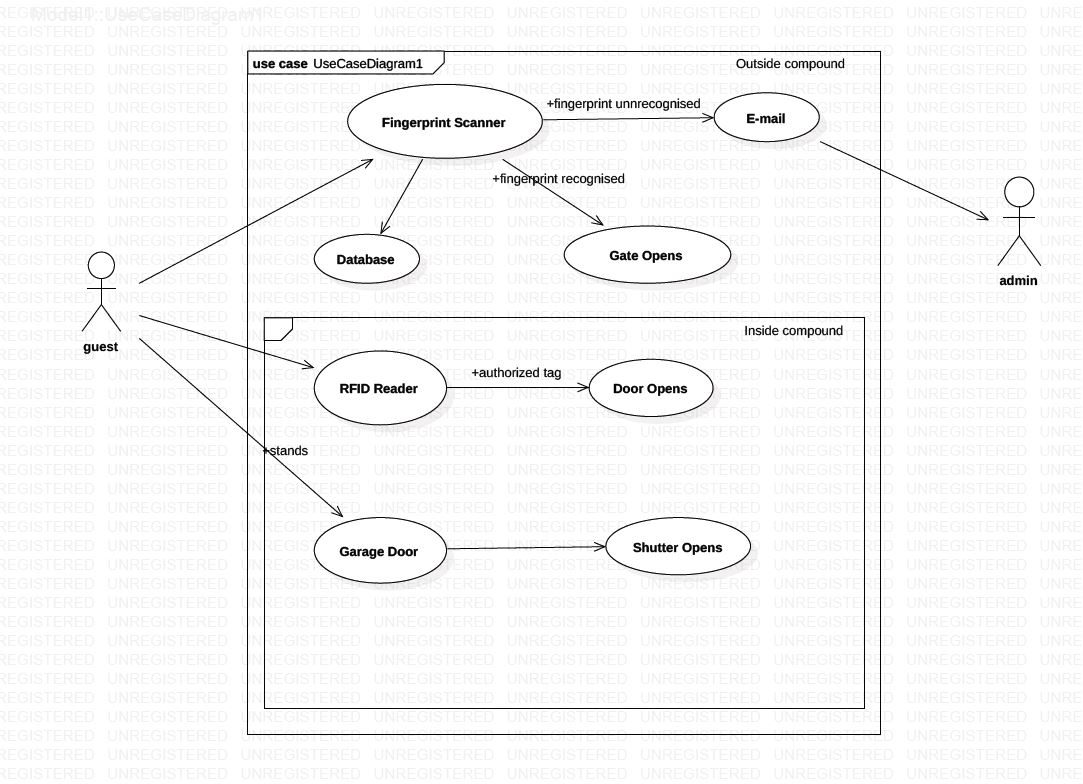 Model1::UseCaseDiagram1
use case UseCaseDiagram1
Outside compound
Fingerprint Scanner
+fingerprint unnrecognised
E-mail
+fingerprint recognised
Database
Gate Opens
admin
guest
Inside compound
RFID Reader
+authorized tag
Door Opens
+stands
Garage Door
Shutter Opens
UNREGISTERED